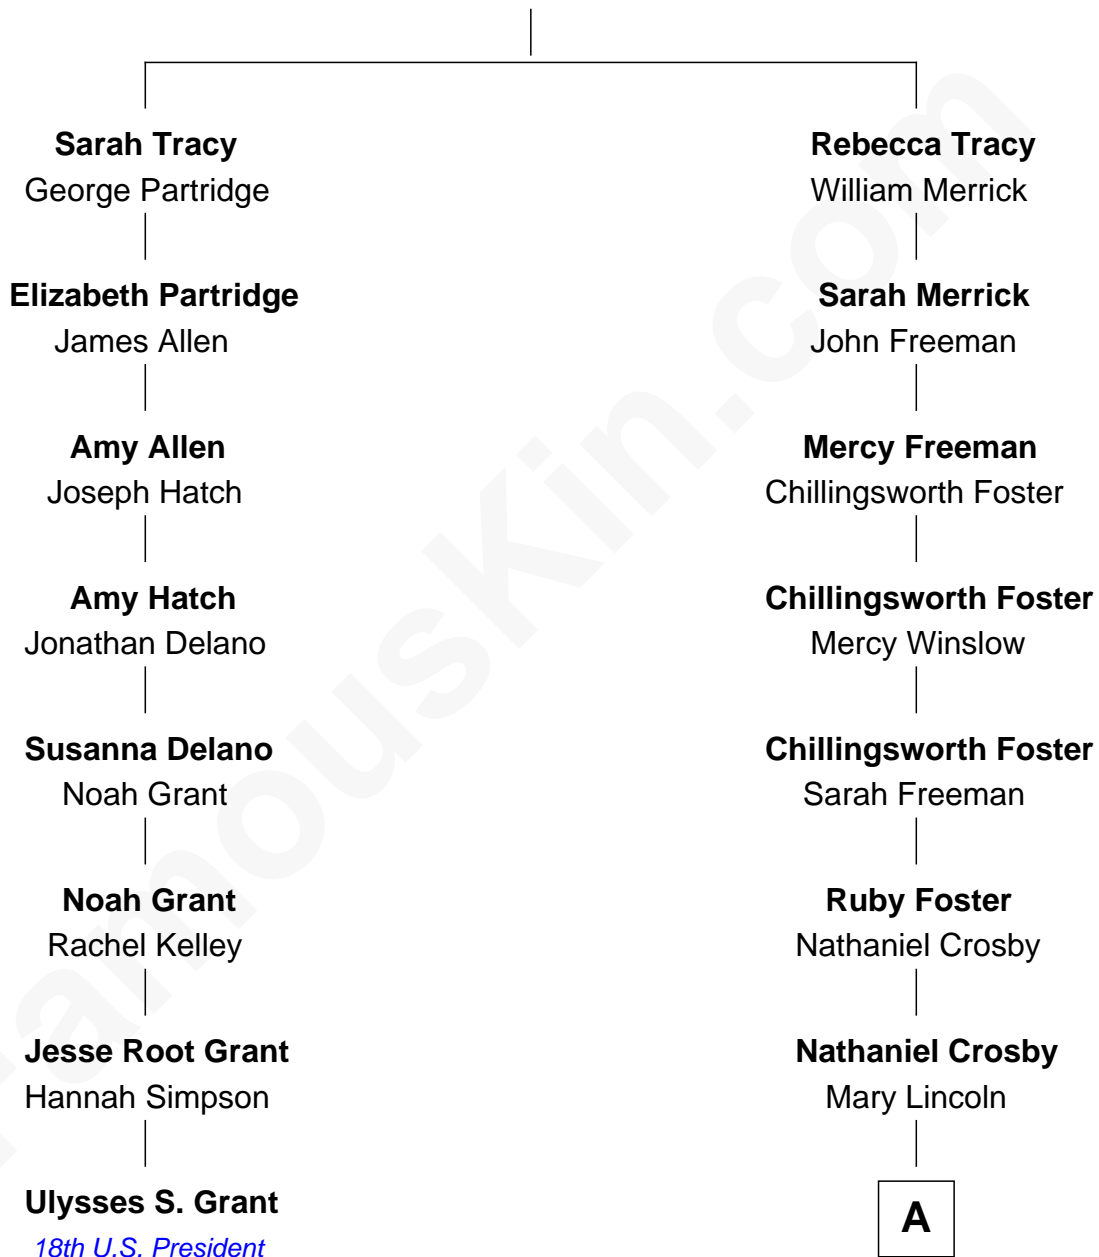 Sarah Tracy
George Partridge
Rebecca Tracy
William Merrick
Elizabeth Partridge
James Allen
Sarah Merrick
John Freeman
Amy Allen
Joseph Hatch
Mercy Freeman
Chillingsworth Foster
Amy Hatch
Jonathan Delano
Chillingsworth Foster
Mercy Winslow
Susanna Delano
Noah Grant
Chillingsworth Foster
Sarah Freeman
Noah Grant
Rachel Kelley
Ruby Foster
Nathaniel Crosby
Jesse Root Grant
Hannah Simpson
Nathaniel Crosby
Mary Lincoln
Ulysses S. Grant
18th U.S. President
A
FamousKin.com